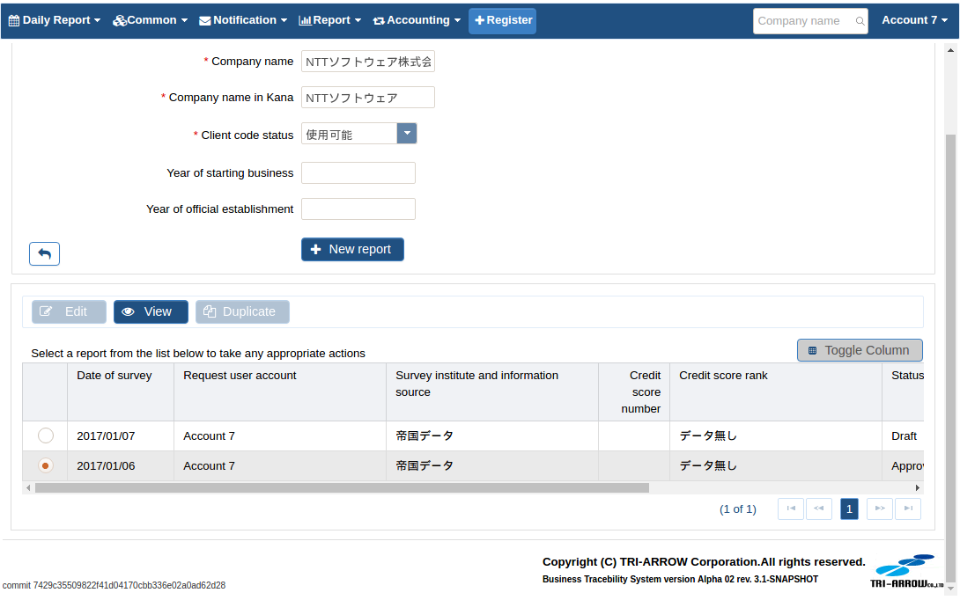 Daily Report Common Notification Report Accounting Register Company name Account 7
* Company name NTTソフトウェア株式会
* Company name in Kana NTTソフトウェア
* Client code status 使用可能
Year of starting business
Year of official establishment
New report
Edit View Duplicate
Select a report from the list below to take any appropriate actions Toggle Column
Date of survey Request user account Survey institute and information Credit Credit score rank Status
source score
number
2017/01/07 Account 7 帝国データ データ無し Draft
2017/01/06 Account 7 帝国データ データ無し Approv
(1 of 1) 1
Copyright (C) TRI-ARROW Corporation.All rights reserved.
Business Tracebility System version Alpha 02 rev. 3.1-SNAPSHOT
TRI-ARROW
commit 7429c35509822f41d04170cbb336e02a0ad62d28